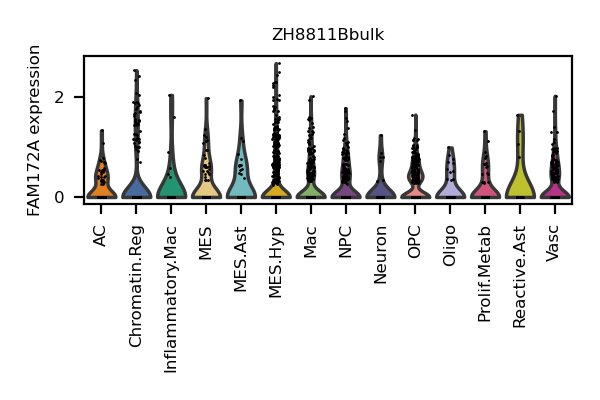 ZH8811Bbulk
FAM172A expression
2
0
AC
Chromatin.Reg
Inflammatory.Mac
MES
MES.Ast
MES.Hyp
Mac
NPC
Neuron
OPC
Oligo
Prolif.Metab
Reactive.Ast
Vasc